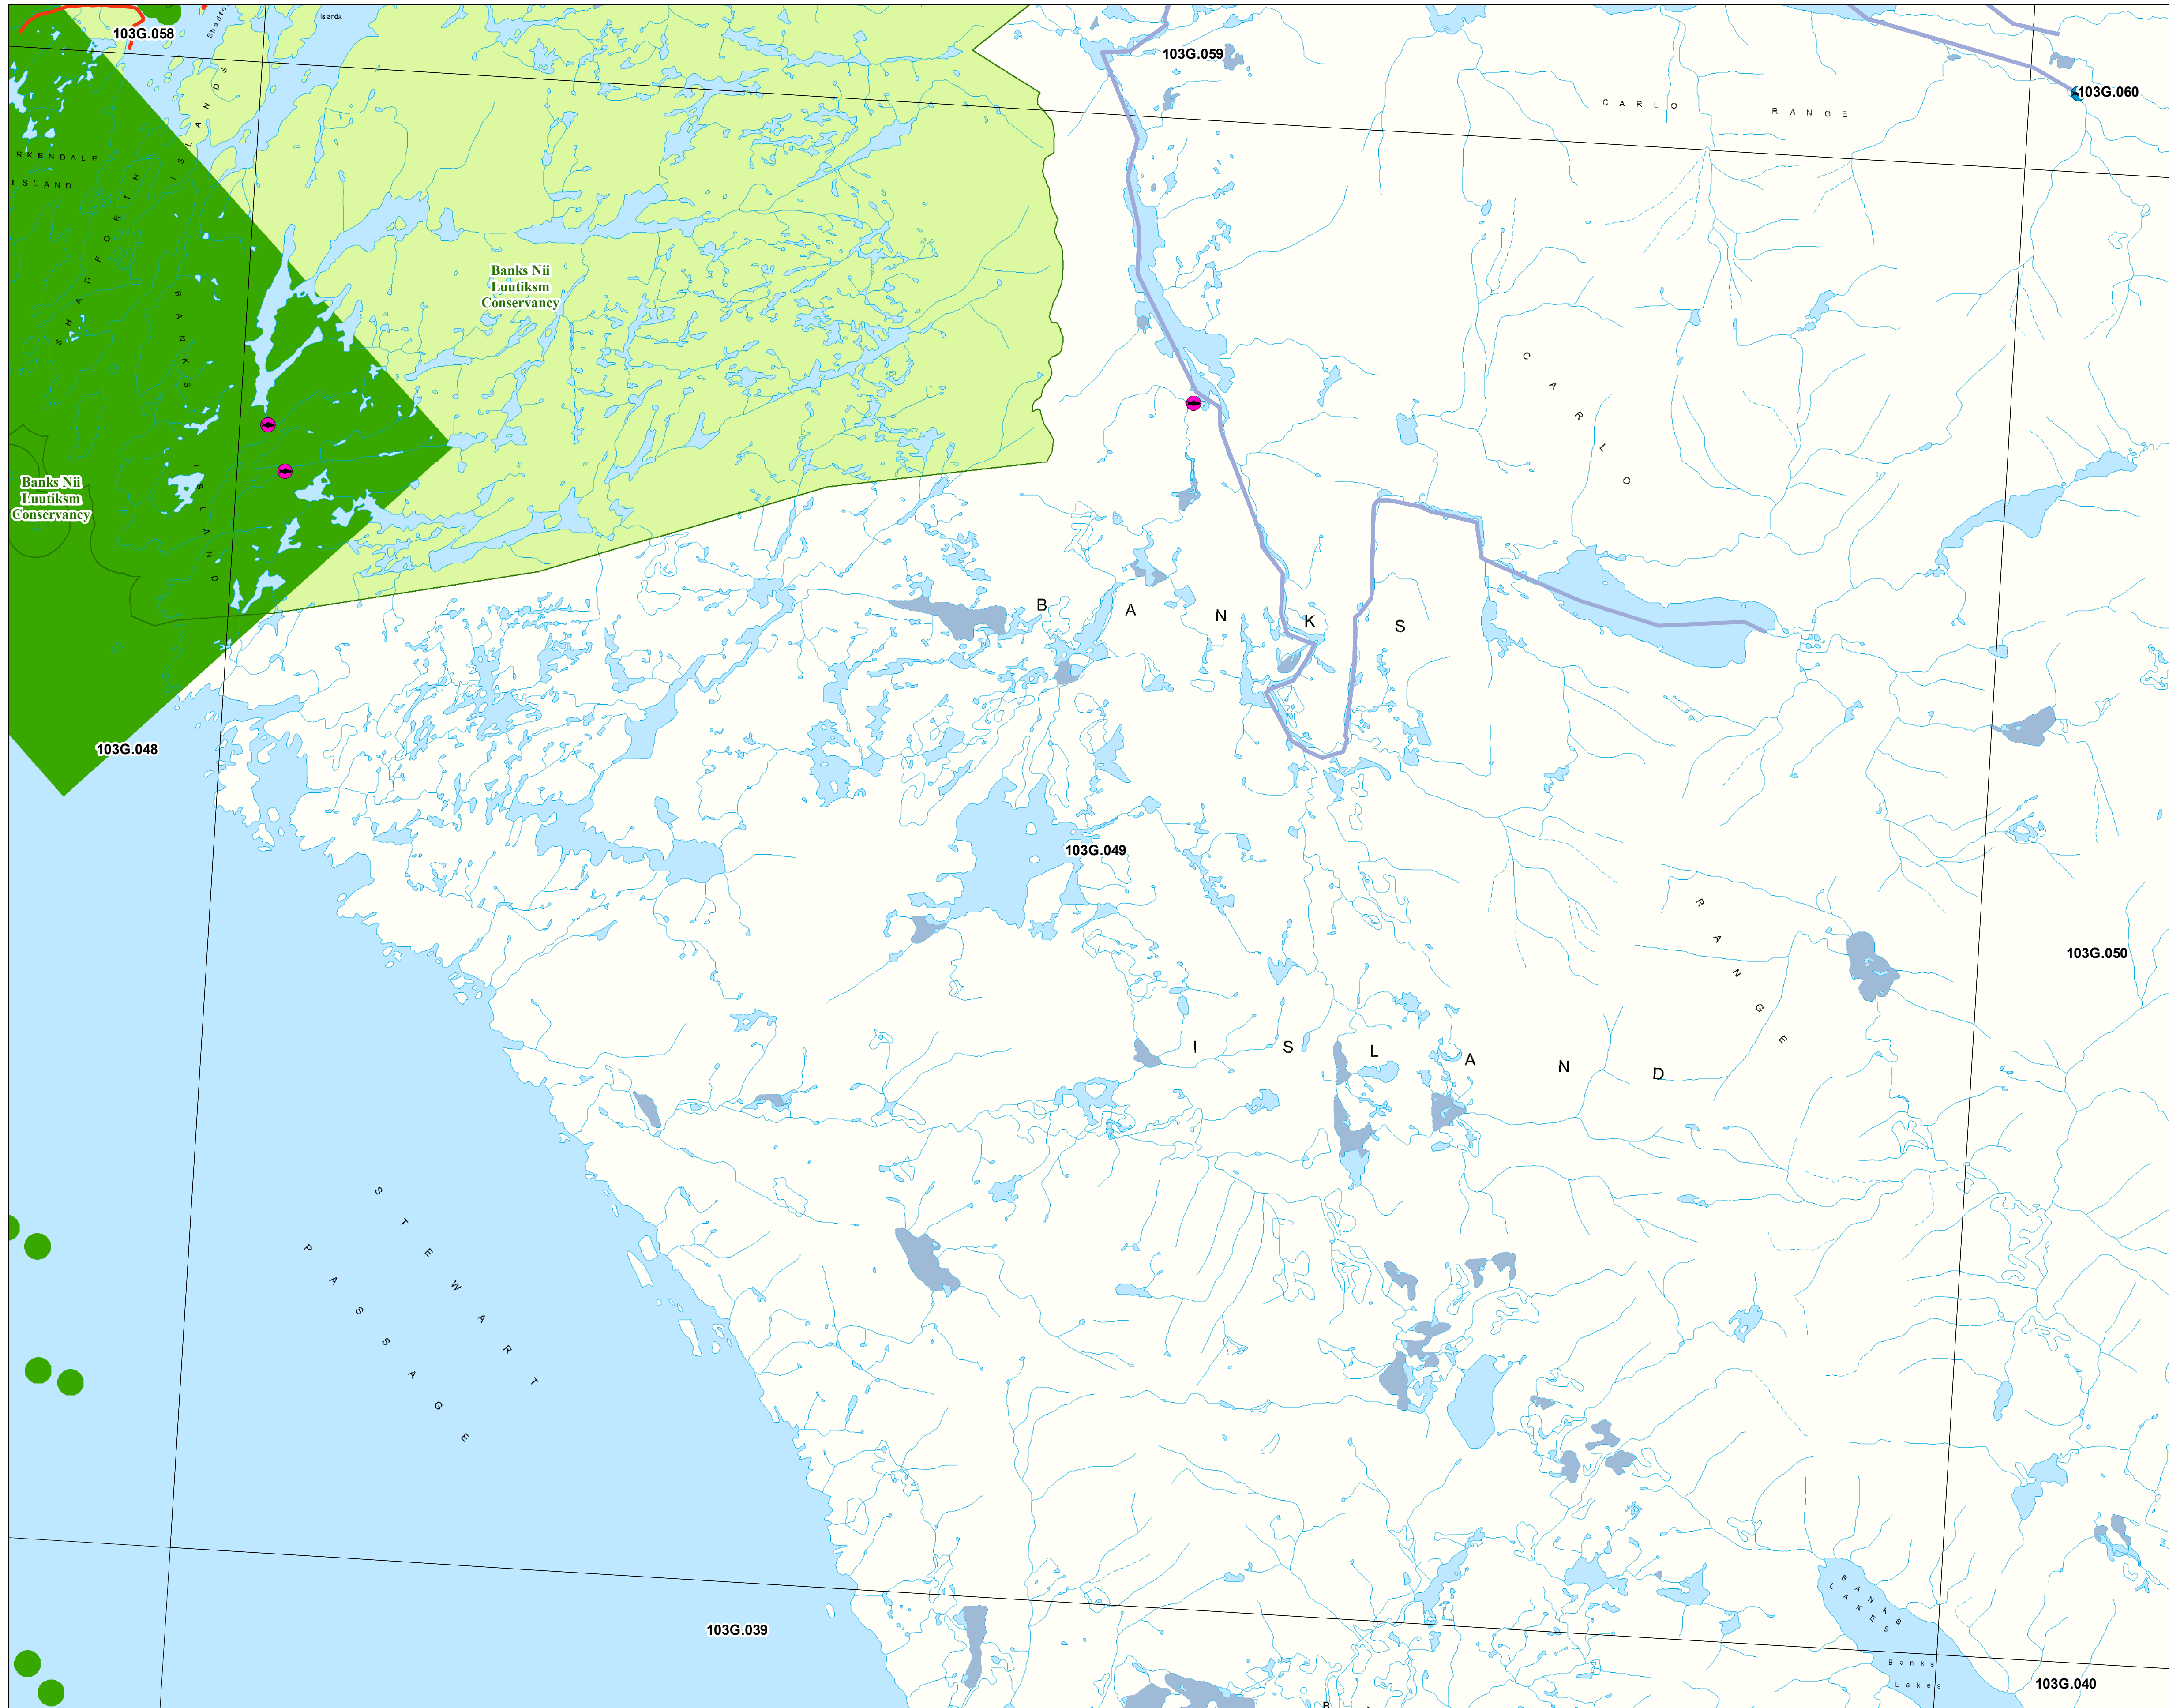 103G.058
Shadfo
Islands
103G.059
103G.060
CARLO RANGE
RKENDALE
ISLAND
SHADFORTH ISLANDS
BANKS ISLAND
Banks Nii
Luutiksm
Conservancy
CARLO
RANGE
Banks Nii
Luutiksm
Conservancy
BANKS
103G.048
103G.049
103G.050
ISLAND
STEWART
PASSAGE
BANKS
LAKES
103G.039
Banks
Lakes
103G.040
B